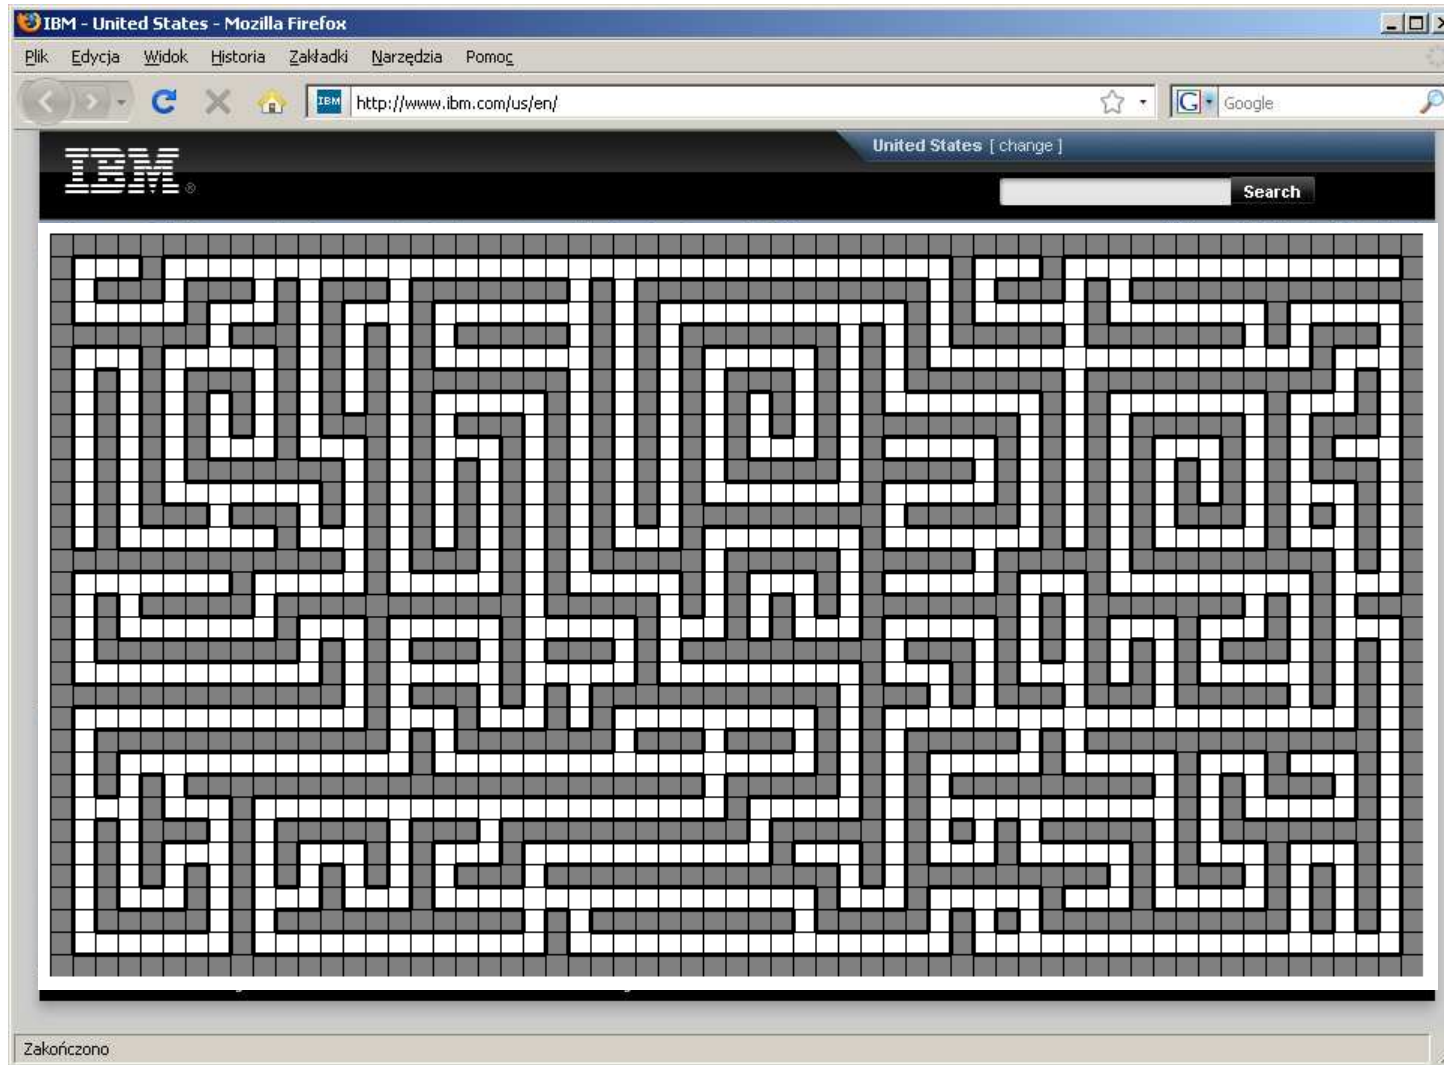 IBM - United States - Mozilla Firefox
Plik Edycja Widok Historia Zakładki Narzędzia Pomoc
IBM http://www.ibm.com/us/en/ G Google
United States [ change ]
IBM ®
Search
Zakończono